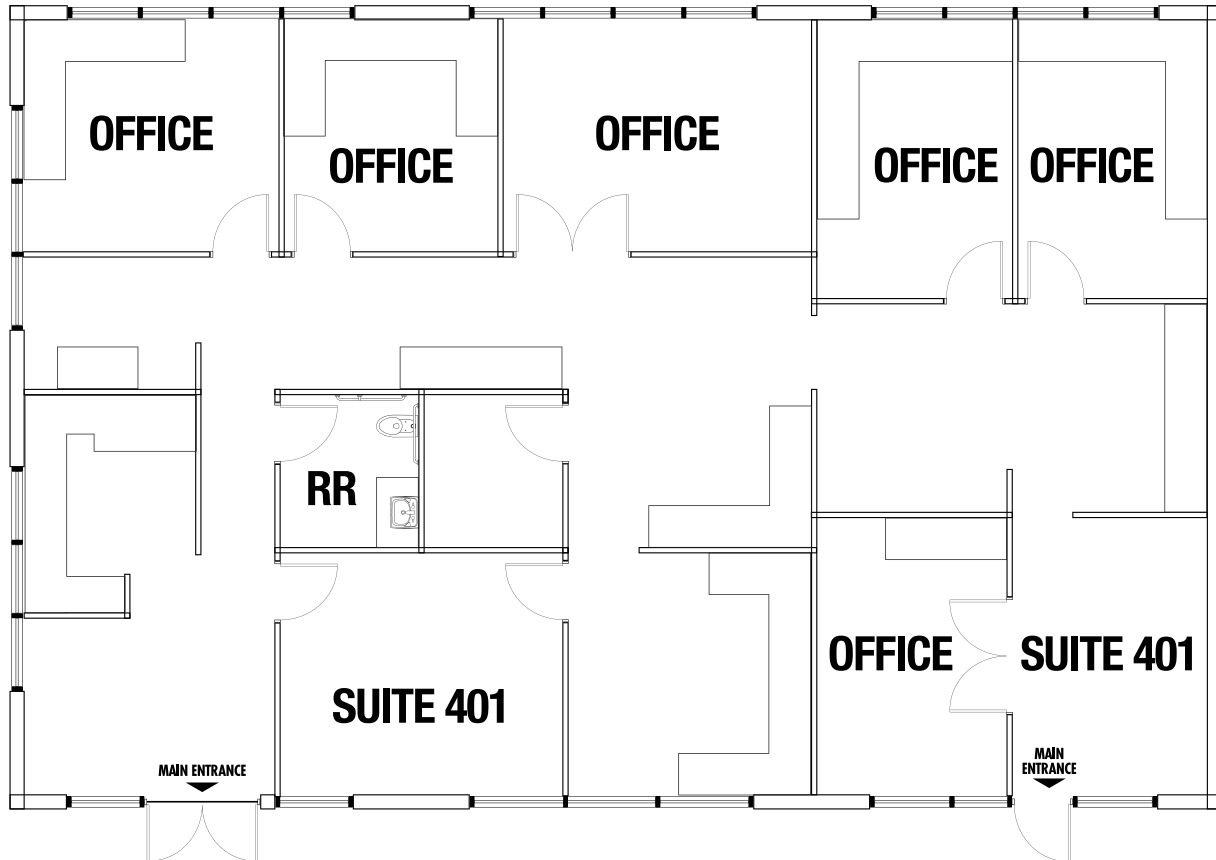 OFFICE
OFFICE
OFFICE
OFFICE
OFFICE
RR
OFFICE
SUITE 401
SUITE 401
MAIN ENTRANCE
MAIN
ENTRANCE